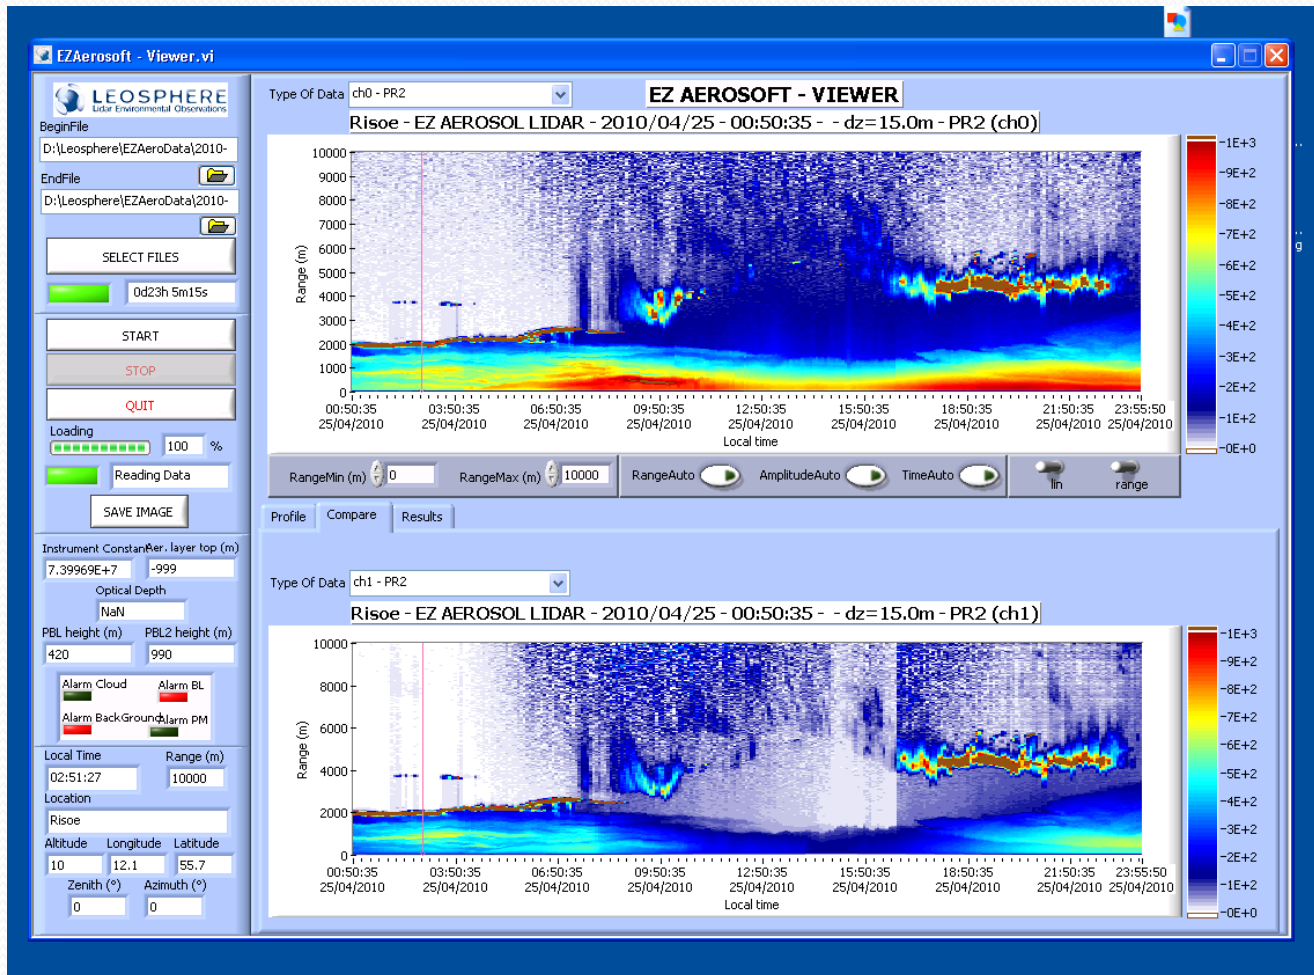 EZAerosoft - Viewer.vi
LEOSPHERE
Lidar Environmental Observations
BeginFile
D:\Leosphere\EZAeroData\2010-
EndFile
D:\Leosphere\EZAeroData\2010-
SELECT FILES
0d23h 5m15s
START
STOP
QUIT
Loading
100 %
Reading Data
SAVE IMAGE
Instrument Constant Aer. layer top (m)
7.39969E+7 -999
Optical Depth
NaN
PBL height (m) PBL2 height (m)
420 990
Alarm Cloud Alarm BL
Alarm BackGround Alarm PM
Local Time Range (m)
02:51:27 10000
Location
Risoe
Altitude Longitude Latitude
10 12.1 55.7
Zenith (°) Azimuth (°)
0 0
Type Of Data ch0 - PR2
EZ AEROSOFT - VIEWER
Risoe - EZ AEROSOL LIDAR - 2010/04/25 - 00:50:35 - - dz=15.0m - PR2 (ch0)
Range (m)
10000
9000
8000
7000
6000
5000
4000
3000
2000
1000
0
00:50:35 03:50:35 06:50:35 09:50:35 12:50:35 15:50:35 18:50:35 21:50:35 23:55:50
25/04/2010 25/04/2010 25/04/2010 25/04/2010 25/04/2010 25/04/2010 25/04/2010 25/04/2010 25/04/2010
Local time
-1E+3
-9E+2
-8E+2
-7E+2
-6E+2
-5E+2
-4E+2
-3E+2
-2E+2
-1E+2
-0E+0
RangeMin (m) 0 RangeMax (m) 10000 RangeAuto AmplitudeAuto TimeAuto lin range
Profile Compare Results
Type Of Data ch1 - PR2
Risoe - EZ AEROSOL LIDAR - 2010/04/25 - 00:50:35 - - dz=15.0m - PR2 (ch1)
Range (m)
10000
8000
6000
4000
2000
0
00:50:35 03:50:35 06:50:35 09:50:35 12:50:35 15:50:35 18:50:35 21:50:35 23:55:50
25/04/2010 25/04/2010 25/04/2010 25/04/2010 25/04/2010 25/04/2010 25/04/2010 25/04/2010 25/04/2010
Local time
-1E+3
-9E+2
-8E+2
-7E+2
-6E+2
-5E+2
-4E+2
-3E+2
-2E+2
-1E+2
-0E+0